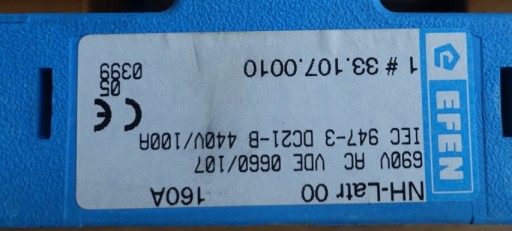 EFEN
NH-Latr 00 160A
690V AC VDE 0660/107
IEC 947-3 DC21-B 440V/100A
CE
05
0399
1 # 33.107.0010